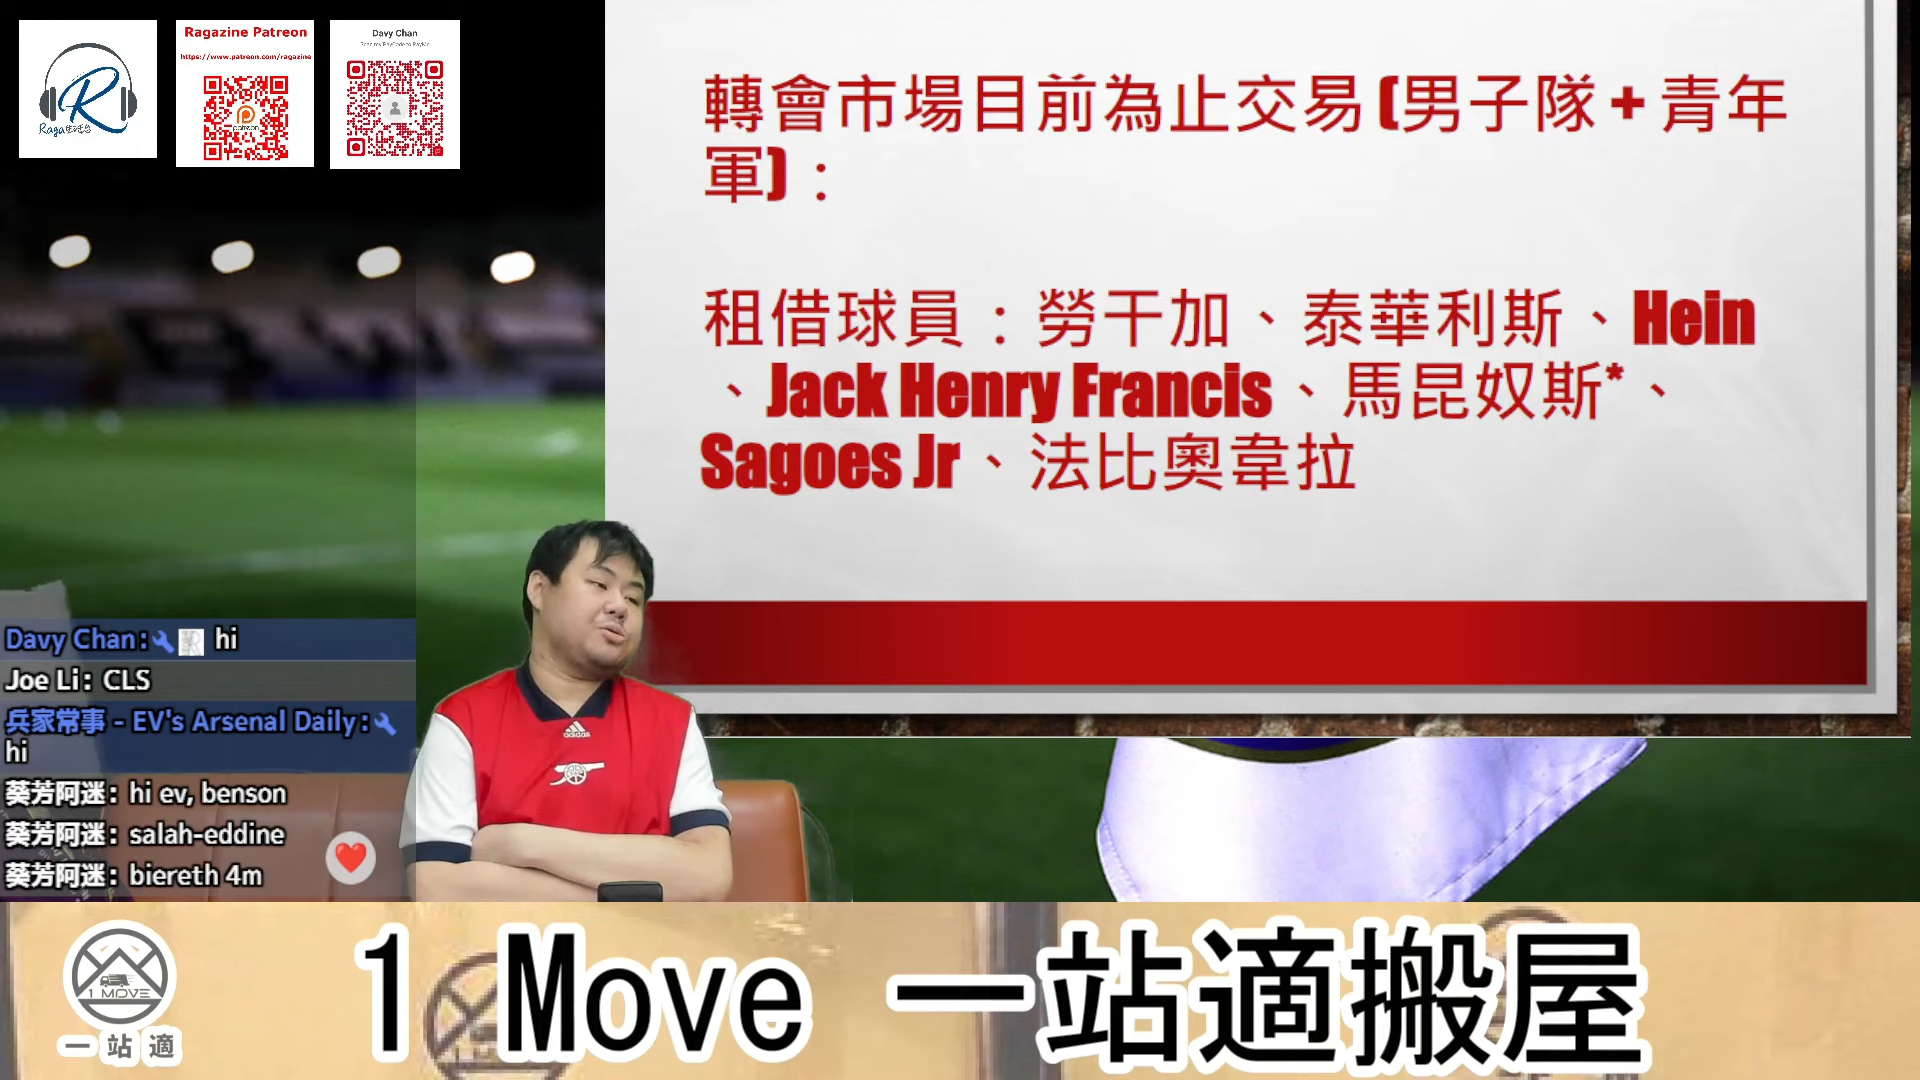 Raga
Ragazine Patreon
https://www.patreon.com/ragazine
patreon
Davy Chan
轉會市場目前為止交易 (男子隊 + 青年
軍)：
租借球員：勞干加、泰華利斯、Hein
、Jack Henry Francis、馬昆奴斯*、
Sagoes Jr、法比奧韋拉
Davy Chan: hi
Joe Li: CLS
兵家常事 - EV's Arsenal Daily:
hi
葵芳阿迷: hi ev, benson
葵芳阿迷: salah-eddine
葵芳阿迷: biereth 4m
adidas
1 MOVE
一站適
1 Move 一站適搬屋